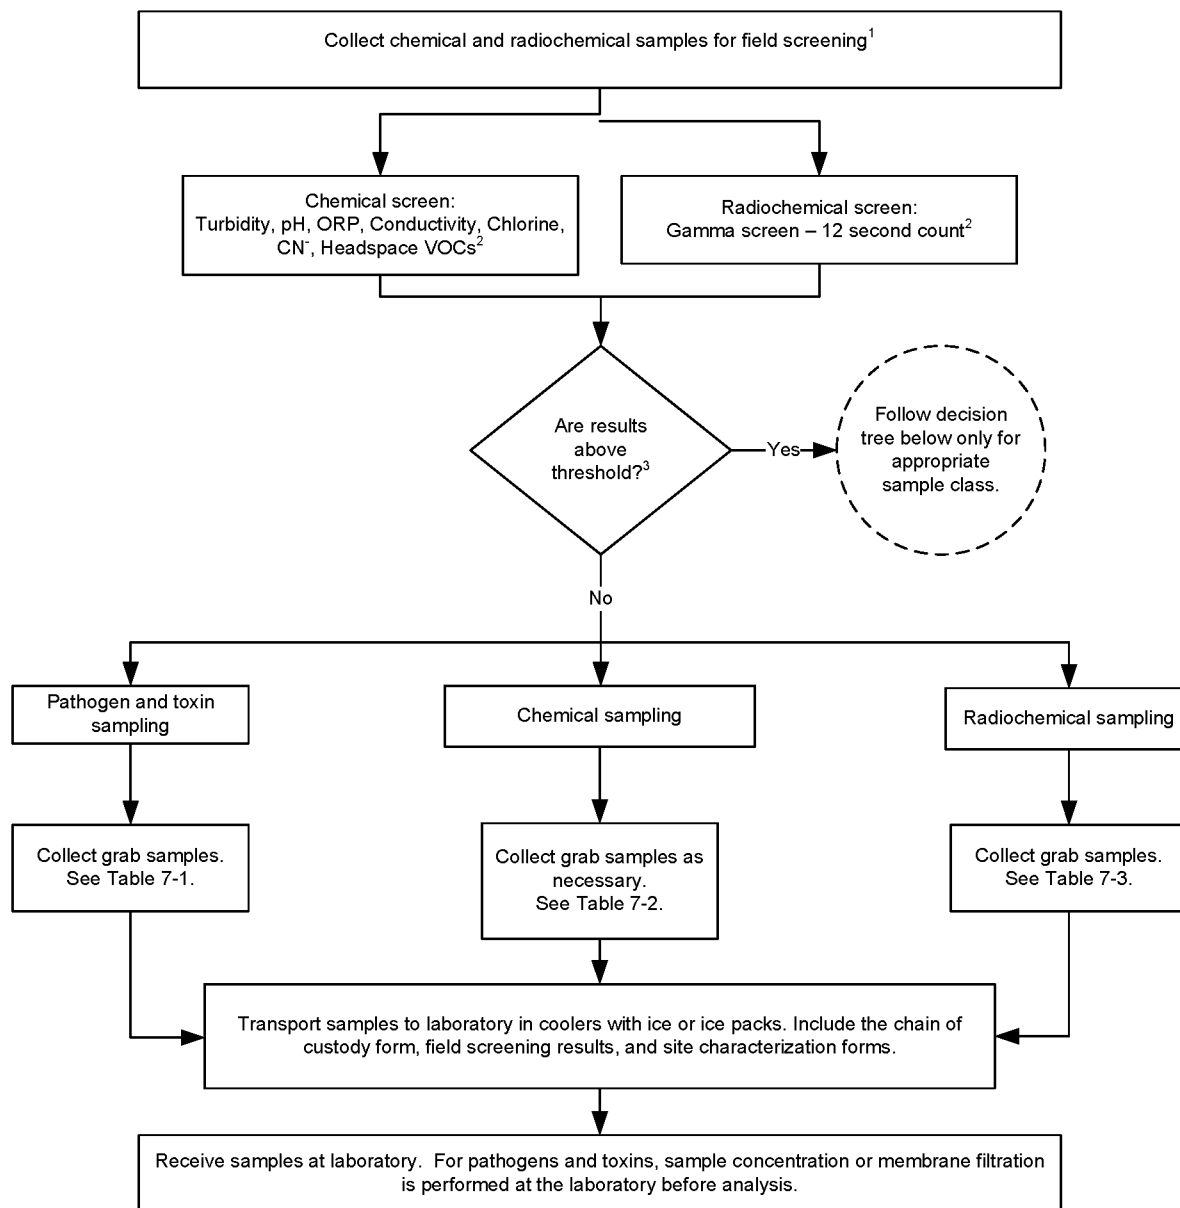 Collect chemical and radiochemical samples for field screening¹
Chemical screen:
Turbidity, pH, ORP, Conductivity, Chlorine,
CN⁻, Headspace VOCs²
Radiochemical screen:
Gamma screen – 12 second count²
Are results
above
threshold?³
Yes
Follow decision
tree below only for
appropriate
sample class.
No
Pathogen and toxin
sampling
Chemical sampling
Radiochemical sampling
Collect grab samples.
See Table 7-1.
Collect grab samples as
necessary.
See Table 7-2.
Collect grab samples.
See Table 7-3.
Transport samples to laboratory in coolers with ice or ice packs. Include the chain of
custody form, field screening results, and site characterization forms.
Receive samples at laboratory.  For pathogens and toxins, sample concentration or membrane filtration
is performed at the laboratory before analysis.